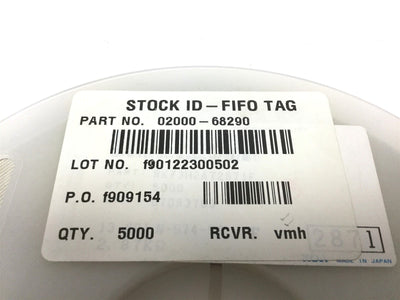 STOCK ID – FIFO TAG
PART NO. 02000-68290
LOT NO. f90122300502
P.O. f909154
QTY. 5000 RCVR. vmh
2871
MADE IN JAPAN